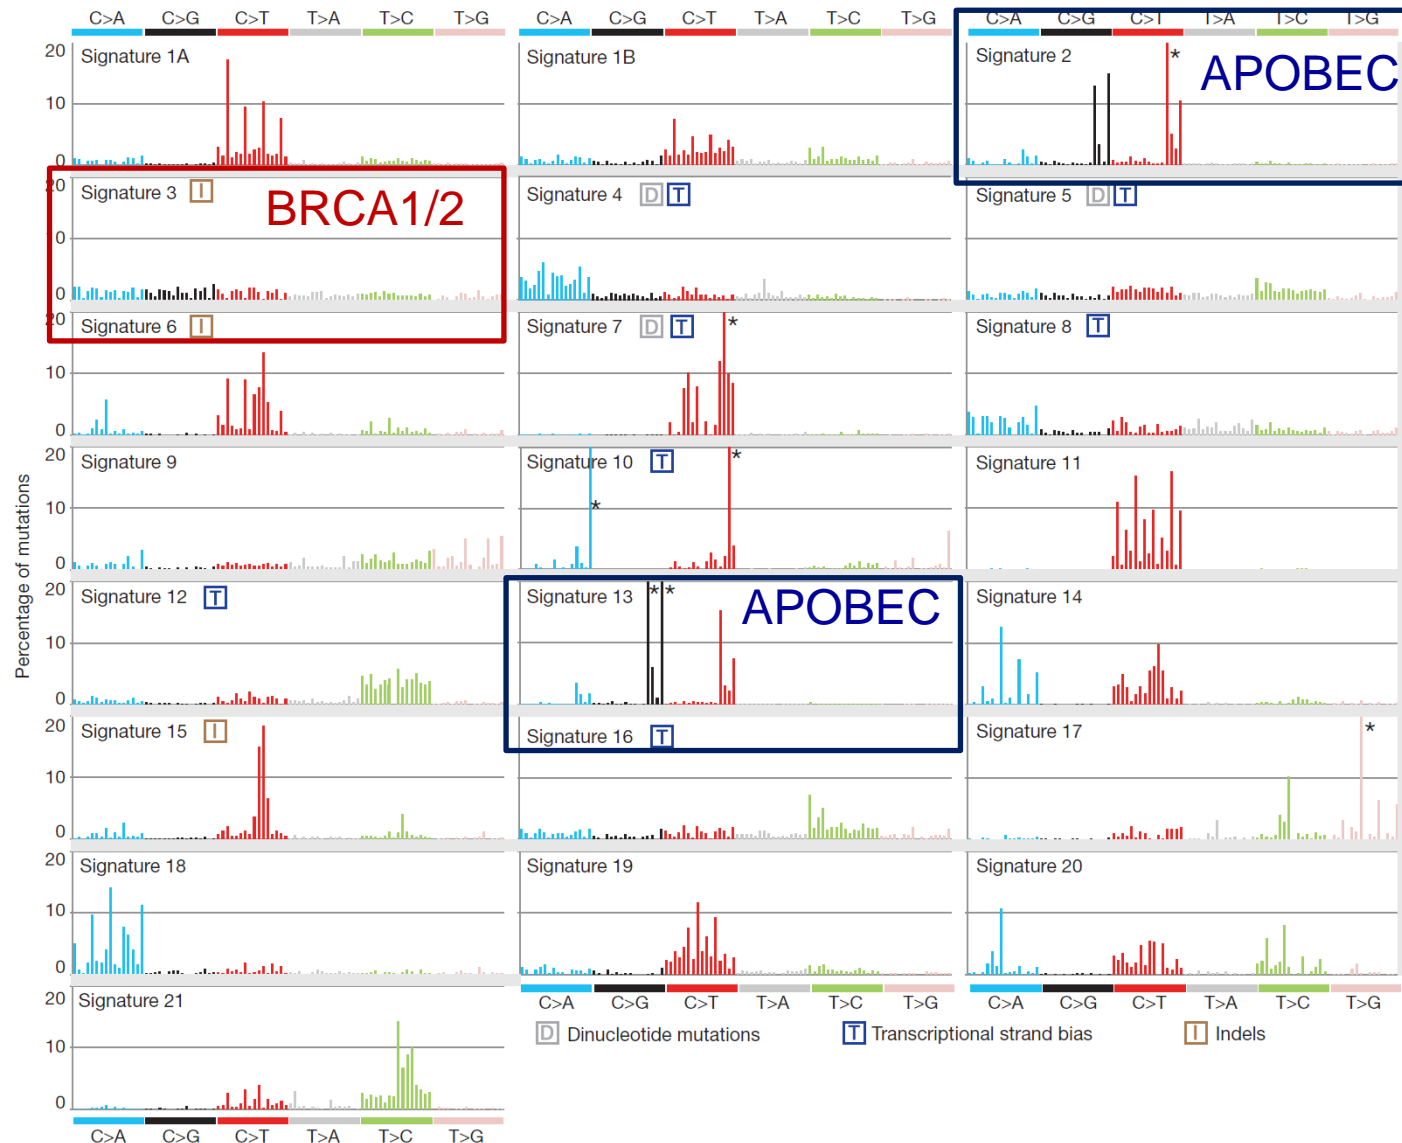 C>A C>G C>T T>A T>C T>G C>A C>G C>T T>A T>C T>G C>A C>G C>T T>A T>C T>G
20 Signature 1A Signature 1B Signature 2 * APOBEC
10
0
20 Signature 3 I BRCA1/2 Signature 4 D T Signature 5 D T
10
0
20 Signature 6 I Signature 7 D T * Signature 8 T
10
0
20 Signature 9 Signature 10 T * * Signature 11
10
0
20 Signature 12 T Signature 13 * * APOBEC Signature 14
10
0
20 Signature 15 I Signature 16 T Signature 17 *
10
0
20 Signature 18 Signature 19 Signature 20
10
0
20 Signature 21
10
0
Percentage of mutations
C>A C>G C>T T>A T>C T>G C>A C>G C>T T>A T>C T>G
D Dinucleotide mutations T Transcriptional strand bias I Indels
C>A C>G C>T T>A T>C T>G